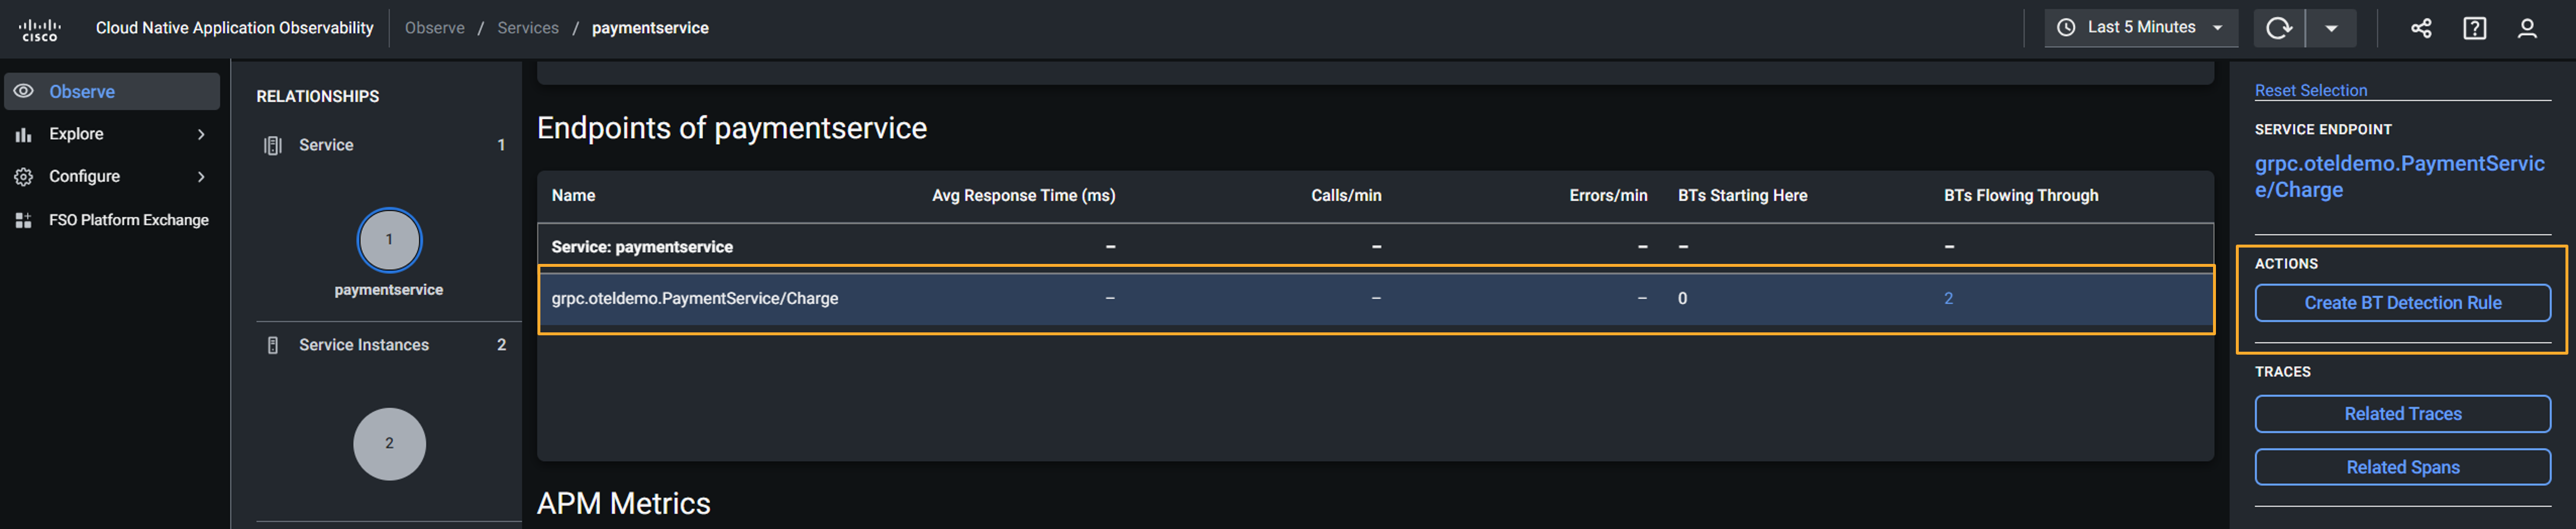 cisco
Cloud Native Application Observability
Observe / Services / paymentservice
Last 5 Minutes
?
Observe
Explore
Configure
FSO Platform Exchange
RELATIONSHIPS
Service 1
1
paymentservice
Service Instances 2
2
Endpoints of paymentservice
Name Avg Response Time (ms) Calls/min Errors/min BTs Starting Here BTs Flowing Through
Service: paymentservice – – – – –
grpc.oteldemo.PaymentService/Charge – – – 0 2
APM Metrics
Reset Selection
SERVICE ENDPOINT
grpc.oteldemo.PaymentServic
e/Charge
ACTIONS
Create BT Detection Rule
TRACES
Related Traces
Related Spans